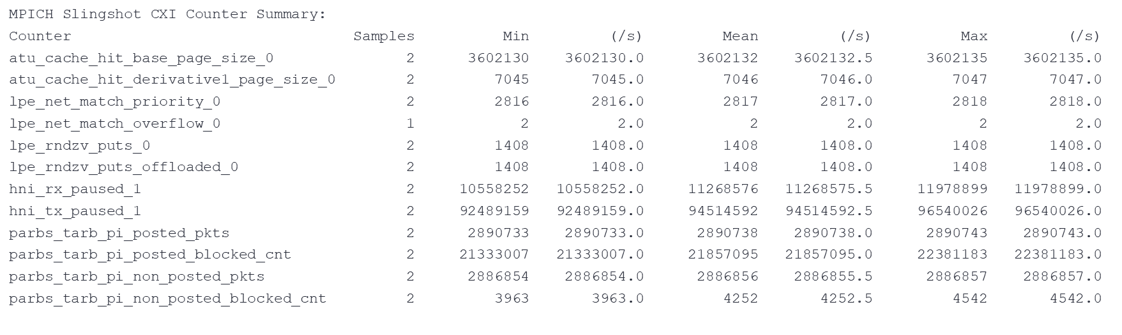 MPICH Slingshot CXI Counter Summary:
Counter Samples Min (/s) Mean (/s) Max (/s)
atu_cache_hit_base_page_size_0 2 3602130 3602130.0 3602132 3602132.5 3602135 3602135.0
atu_cache_hit_derivative1_page_size_0 2 7045 7045.0 7046 7046.0 7047 7047.0
lpe_net_match_priority_0 2 2816 2816.0 2817 2817.0 2818 2818.0
lpe_net_match_overflow_0 1 2 2.0 2 2.0 2 2.0
lpe_rndzv_puts_0 2 1408 1408.0 1408 1408.0 1408 1408.0
lpe_rndzv_puts_offloaded_0 2 1408 1408.0 1408 1408.0 1408 1408.0
hni_rx_paused_1 2 10558252 10558252.0 11268576 11268575.5 11978899 11978899.0
hni_tx_paused_1 2 92489159 92489159.0 94514592 94514592.5 96540026 96540026.0
parbs_tarb_pi_posted_pkts 2 2890733 2890733.0 2890738 2890738.0 2890743 2890743.0
parbs_tarb_pi_posted_blocked_cnt 2 21333007 21333007.0 21857095 21857095.0 22381183 22381183.0
parbs_tarb_pi_non_posted_pkts 2 2886854 2886854.0 2886856 2886855.5 2886857 2886857.0
parbs_tarb_pi_non_posted_blocked_cnt 2 3963 3963.0 4252 4252.5 4542 4542.0